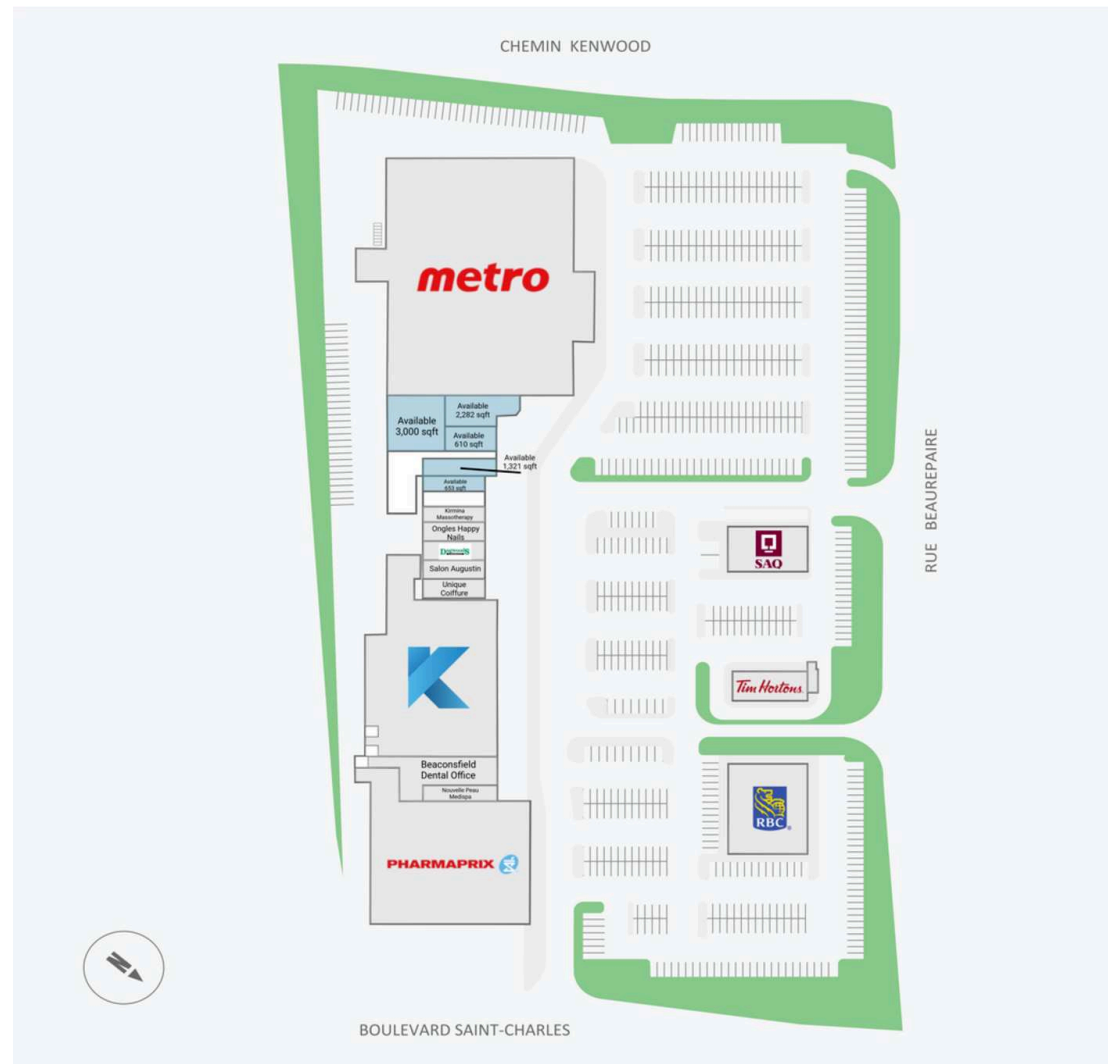 CHEMIN KENWOOD
metro
Available
3,000 sqft
Available
2,282 sqft
Available
610 sqft
Available
1,321 sqft
Available
653 sqft
Kirmina
Massotherapy
Ongles Happy
Nails
Salon Augustin
Unique
Coiffure
K
Beaconsfield
Dental Office
Nouvelle Peau
Medispa
PHARMAPRIX
SAQ
Tim Hortons
RBC
®
RUE BEAUREPAIRE
N
BOULEVARD SAINT-CHARLES